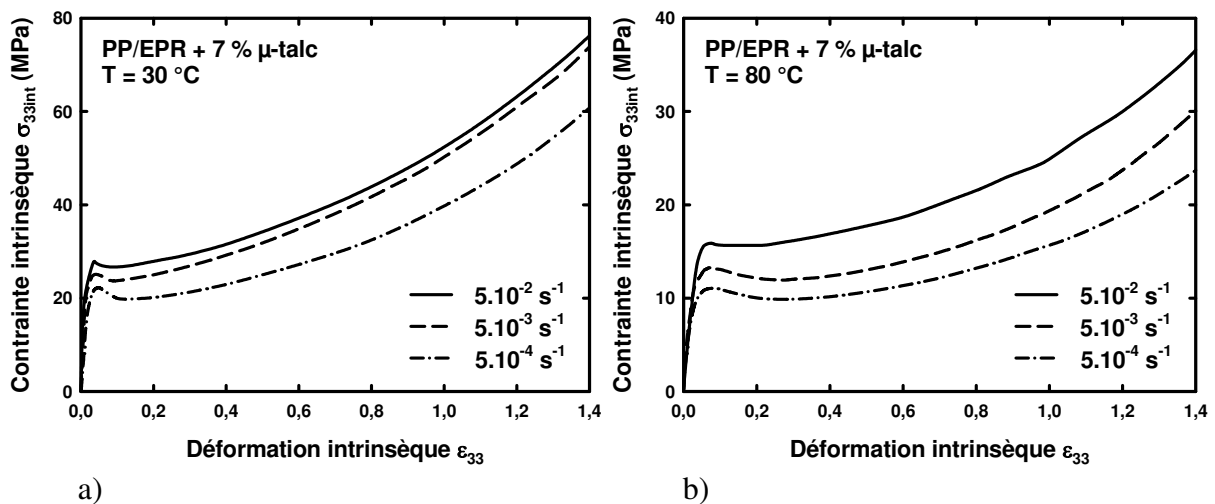 PP/EPR + 7 % µ-talc
T = 30 °C
Contrainte intrinsèque σ33int (MPa)
80
60
40
20
0
5.10-2 s-1
5.10-3 s-1
5.10-4 s-1
0,0 0,2 0,4 0,6 0,8 1,0 1,2 1,4
Déformation intrinsèque ε33
a)
PP/EPR + 7 % µ-talc
T = 80 °C
Contrainte intrinsèque σ33int (MPa)
40
30
20
10
0
5.10-2 s-1
5.10-3 s-1
5.10-4 s-1
0,0 0,2 0,4 0,6 0,8 1,0 1,2 1,4
Déformation intrinsèque ε33
b)